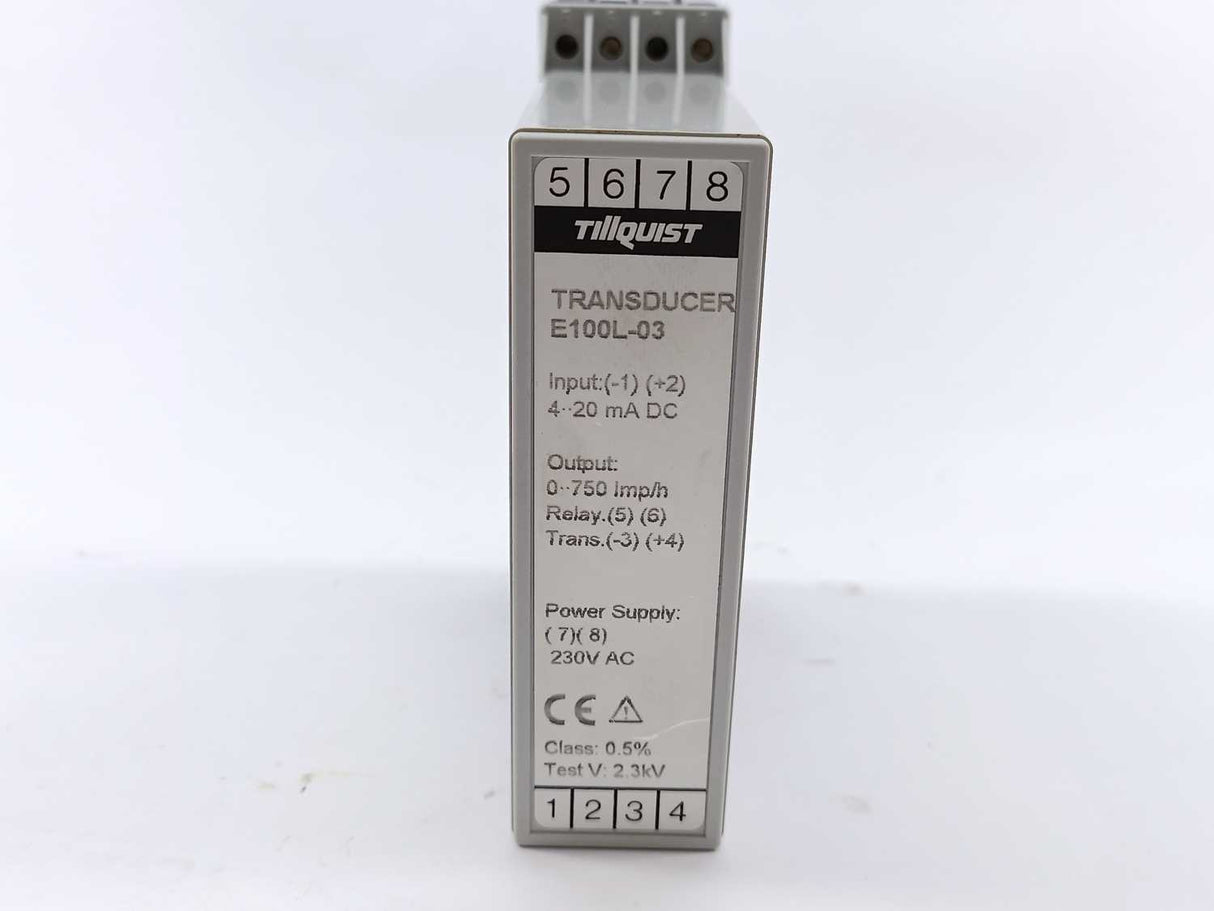 5 6 7 8
TILLQUIST
TRANSDUCER
E100L-03
Input:(-1) (+2)
4··20 mA DC
Output:
0··750 Imp/h
Relay.(5) (6)
Trans.(-3) (+4)
Power Supply:
( 7)( 8)
230V AC
CE
Class: 0.5%
Test V: 2.3kV
1 2 3 4